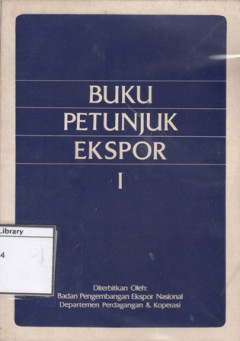 BUKU
PETUNJUK
EKSPOR
I
Library
4
Diterbitkan Oleh:
Badan Pengembangan Ekspor Nasional
Departemen Perdagangan & Koperasi